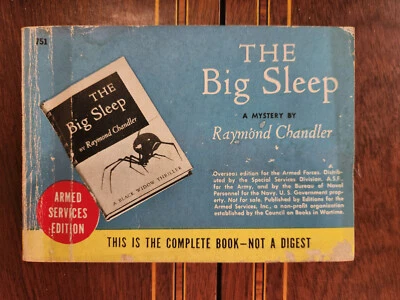 751
THE
Big Sleep
A MYSTERY BY
Raymond Chandler
THE
Big Sleep
BY Raymond Chandler
A BLACK WIDOW THRILLER
Overseas edition for the Armed Forces. Distrib-
uted by the Special Services Division, A.S.F.
for the Army, and by the Bureau of Naval
Personnel for the Navy. U. S. Government prop-
erty. Not for sale. Published by Editions for the
Armed Services, Inc., a non-profit organization
established by the Council on Books in Wartime.
ARMED
SERVICES
EDITION
THIS IS THE COMPLETE BOOK—NOT A DIGEST